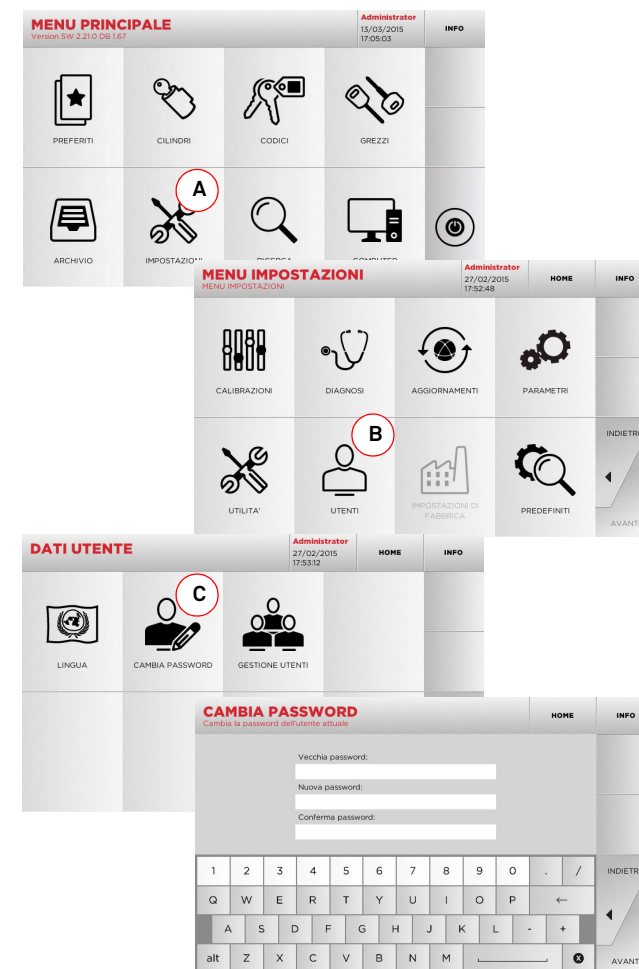 MENU PRINCIPALE
Version SW 2.21.0 DB 1.67
Administrator
13/03/2015
17:05:03
INFO
PREFERITI
CILINDRI
CODICI
GREZZI
A
ARCHIVIO
IMPOSTAZIONI
RICERCA
COMPUTER
MENU IMPOSTAZIONI
MENU IMPOSTAZIONI
Administrator
27/02/2015
17:52:48
HOME
INFO
CALIBRAZIONI
DIAGNOSI
AGGIORNAMENTI
PARAMETRI
B
INDIETRO
UTILITA'
UTENTI
IMPOSTAZIONI DI
FABBRICA
PREDEFINITI
AVANTI
DATI UTENTE
Administrator
27/02/2015
17:53:12
HOME
INFO
C
LINGUA
CAMBIA PASSWORD
GESTIONE UTENTI
CAMBIA PASSWORD
Cambia la password dell'utente attuale
HOME
INFO
Vecchia password:
Nuova password:
Conferma password:
1 2 3 4 5 6 7 8 9 0 . /
INDIETR
Q W E R T Y U I O P ←
A S D F G H J K L - +
alt Z X C V B N M
AVANT